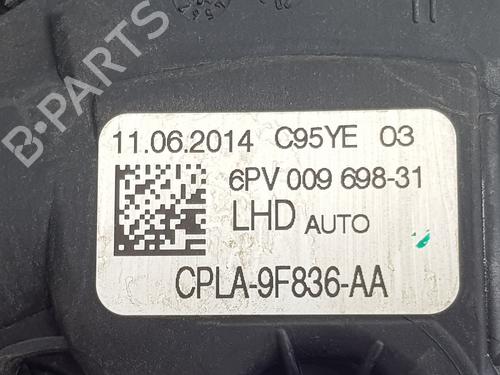 B-PARTS
11.06.2014 C95YE 03
6PV 009 698-31
LHD AUTO
CPLA-9F836-AA